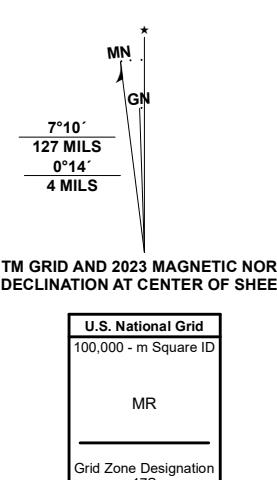 ★
MN
GN
7°10´
127 MILS
0°14´
4 MILS
TM GRID AND 2023 MAGNETIC NOR
DECLINATION AT CENTER OF SHEE
U.S. National Grid
100,000 - m Square ID
MR
Grid Zone Designation